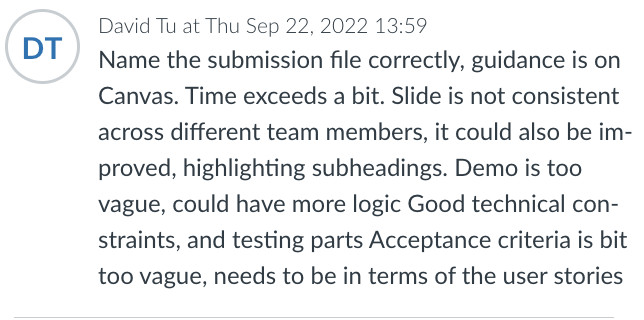 DT
David Tu at Thu Sep 22, 2022 13:59
Name the submission file correctly, guidance is on
Canvas. Time exceeds a bit. Slide is not consistent
across different team members, it could also be im-
proved, highlighting subheadings. Demo is too
vague, could have more logic Good technical con-
straints, and testing parts Acceptance criteria is bit
too vague, needs to be in terms of the user stories